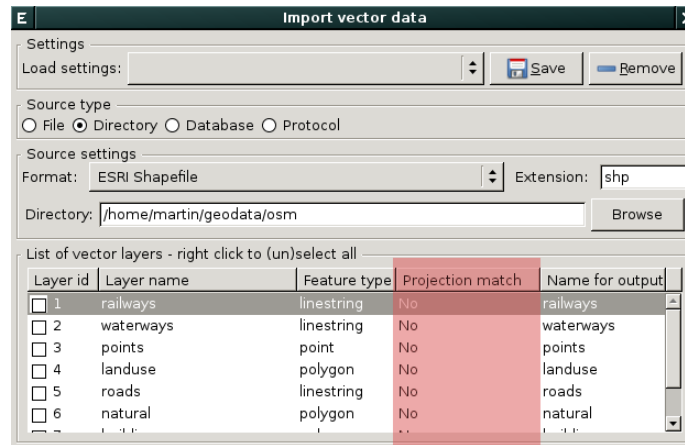 E Import vector data
Settings
Load settings: Save Remove
Source type
File Directory Database Protocol
Source settings
Format: ESRI Shapefile Extension: shp
Directory: /home/martin/geodata/osm Browse
List of vector layers - right click to (un)select all
Layer id Layer name Feature type Projection match Name for output
1 railways linestring No railways
2 waterways linestring No waterways
3 points point No points
4 landuse polygon No landuse
5 roads linestring No roads
6 natural polygon No natural